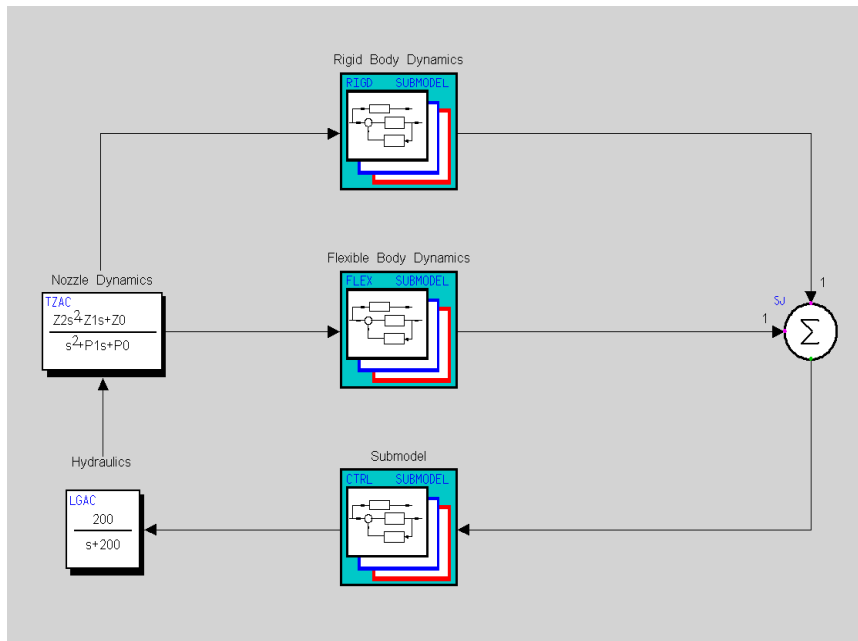 Rigid Body Dynamics
RIGD SUBMODEL
Nozzle Dynamics
TZAC
Z2s²+Z1s+Z0
s²+P1s+P0
Flexible Body Dynamics
FLEX SUBMODEL
1
SJ
1
Σ
Hydraulics
LGAC
200
s+200
Submodel
CTRL SUBMODEL